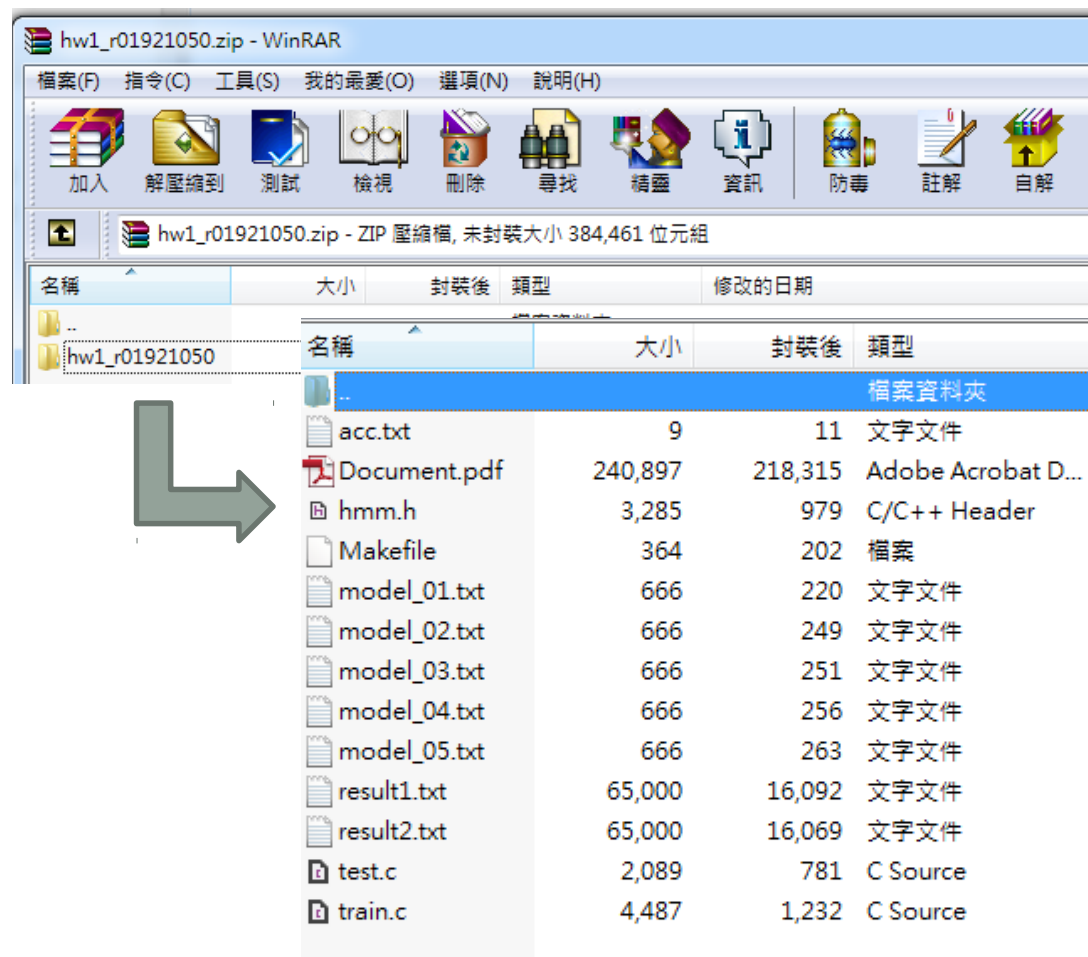 hw1_r01921050.zip - WinRAR
檔案(F) 指令(C) 工具(S) 我的最愛(O) 選項(N) 說明(H)
加入 解壓縮到 測試 檢視 刪除 尋找 精靈 資訊 防毒 註解 自解
hw1_r01921050.zip - ZIP 壓縮檔, 未封裝大小 384,461 位元組
名稱 大小 封裝後 類型 修改的日期
..
hw1_r01921050
名稱 大小 封裝後 類型
.. 檔案資料夾
acc.txt 9 11 文字文件
Document.pdf 240,897 218,315 Adobe Acrobat D...
hmm.h 3,285 979 C/C++ Header
Makefile 364 202 檔案
model_01.txt 666 220 文字文件
model_02.txt 666 249 文字文件
model_03.txt 666 251 文字文件
model_04.txt 666 256 文字文件
model_05.txt 666 263 文字文件
result1.txt 65,000 16,092 文字文件
result2.txt 65,000 16,069 文字文件
test.c 2,089 781 C Source
train.c 4,487 1,232 C Source